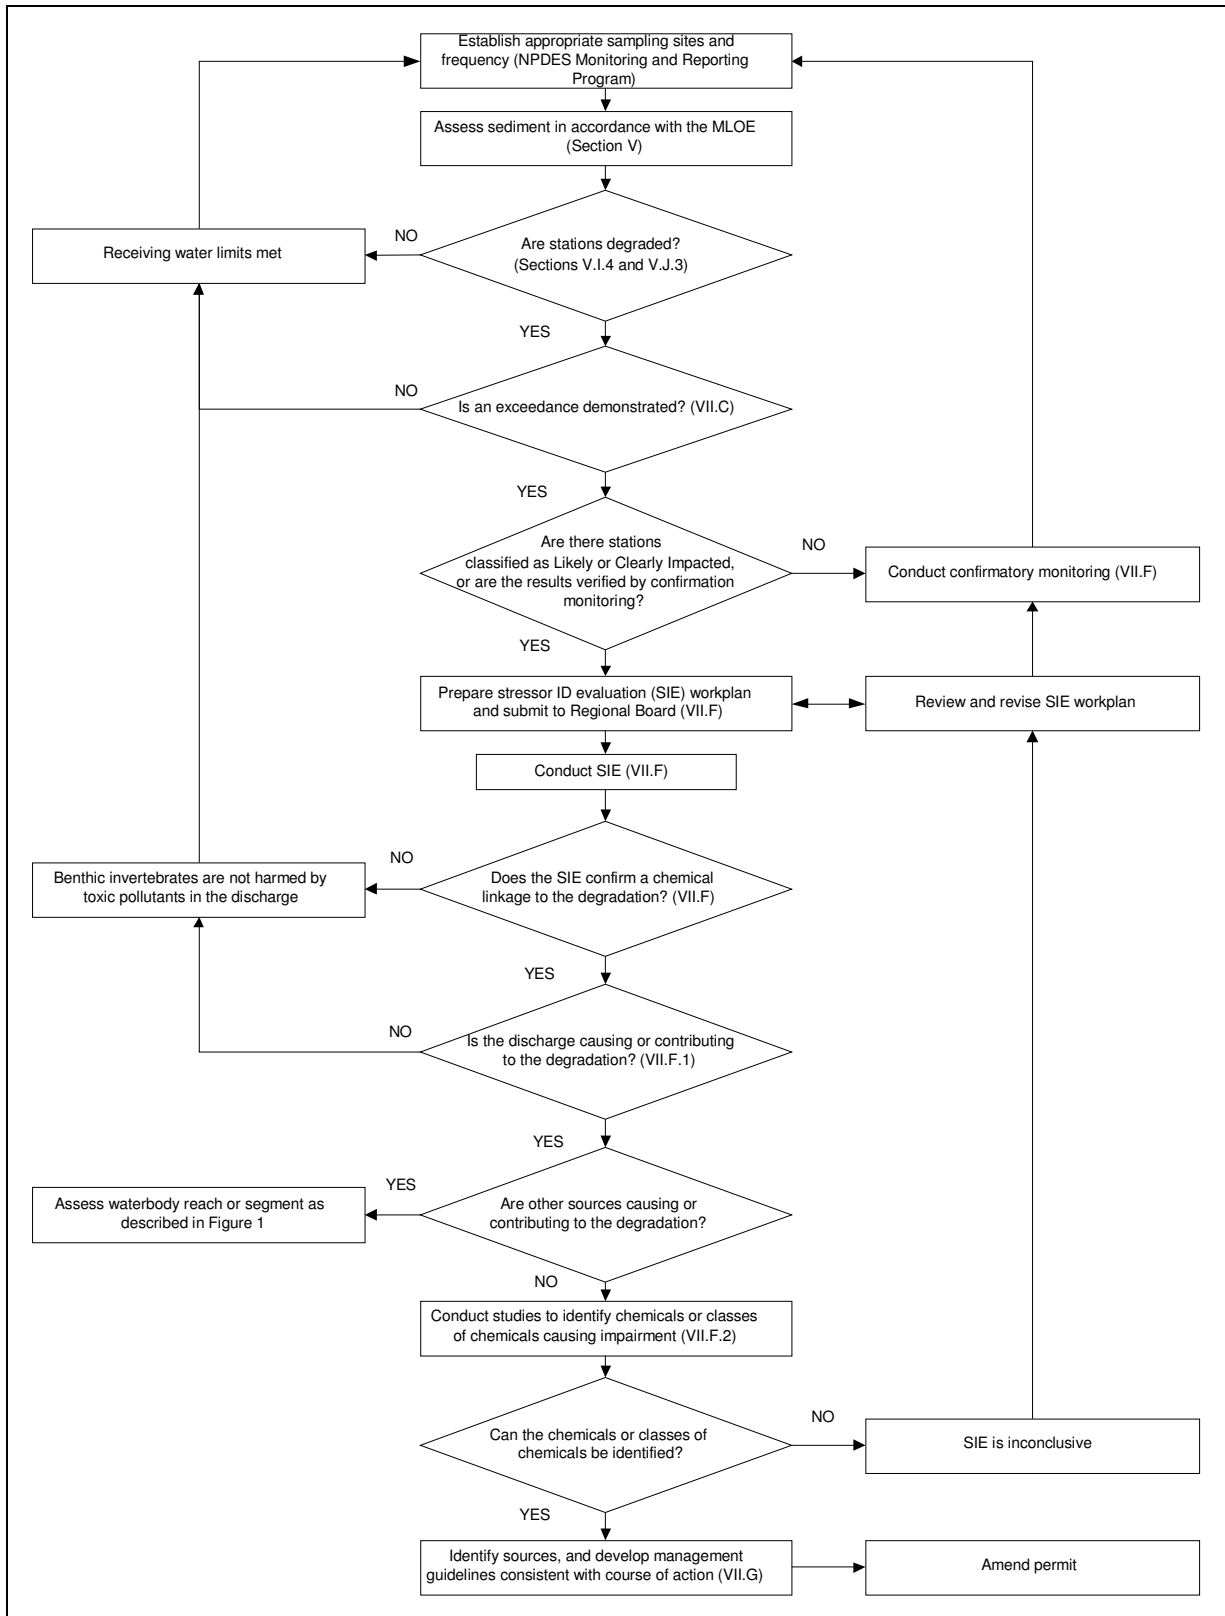 Establish appropriate sampling sites and
frequency (NPDES Monitoring and Reporting
Program)
Assess sediment in accordance with the MLOE
(Section V)
Receiving water limits met
NO
Are stations degraded?
(Sections V.I.4 and V.J.3)
YES
NO
Is an exceedance demonstrated? (VII.C)
YES
Are there stations
classified as Likely or Clearly Impacted,
or are the results verified by confirmation
monitoring?
NO
Conduct confirmatory monitoring (VII.F)
YES
Prepare stressor ID evaluation (SIE) workplan
and submit to Regional Board (VII.F)
Review and revise SIE workplan
Conduct SIE (VII.F)
Benthic invertebrates are not harmed by
toxic pollutants in the discharge
NO
Does the SIE confirm a chemical
linkage to the degradation? (VII.F)
YES
NO
Is the discharge causing or contributing
to the degradation? (VII.F.1)
YES
Assess waterbody reach or segment as
described in Figure 1
YES
Are other sources causing or
contributing to the degradation?
NO
Conduct studies to identify chemicals or classes
of chemicals causing impairment (VII.F.2)
Can the chemicals or classes of
chemicals be identified?
NO
SIE is inconclusive
YES
Identify sources, and develop management
guidelines consistent with course of action (VII.G)
Amend permit